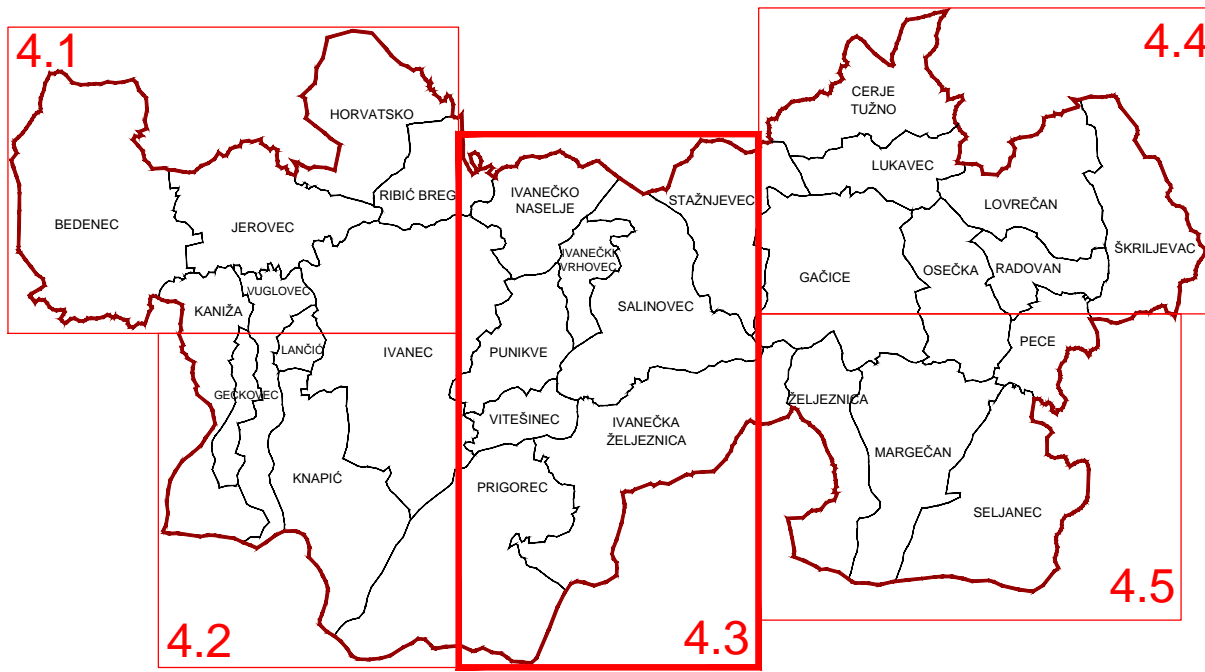 4.1
4.4
CERJE
TUŽNO
HORVATSKO
LUKAVEC
IVANEČKO
NASELJE
RIBIĆ BREG
STAŽNJEVEC
LOVREČAN
BEDENEC
JEROVEC
ŠKRILJEVAC
IVANEČKI
VRHOVEC
GAČICE
OSEČKA
RADOVAN
VUGLOVEC
KANIŽA
SALINOVEC
PECE
LANČIĆ
IVANEC
PUNIKVE
GEČKOVEC
ŽELJEZNICA
VITEŠINEC
IVANEČKA
ŽELJEZNICA
MARGEČAN
KNAPIĆ
PRIGOREC
SELJANEC
4.5
4.2
4.3